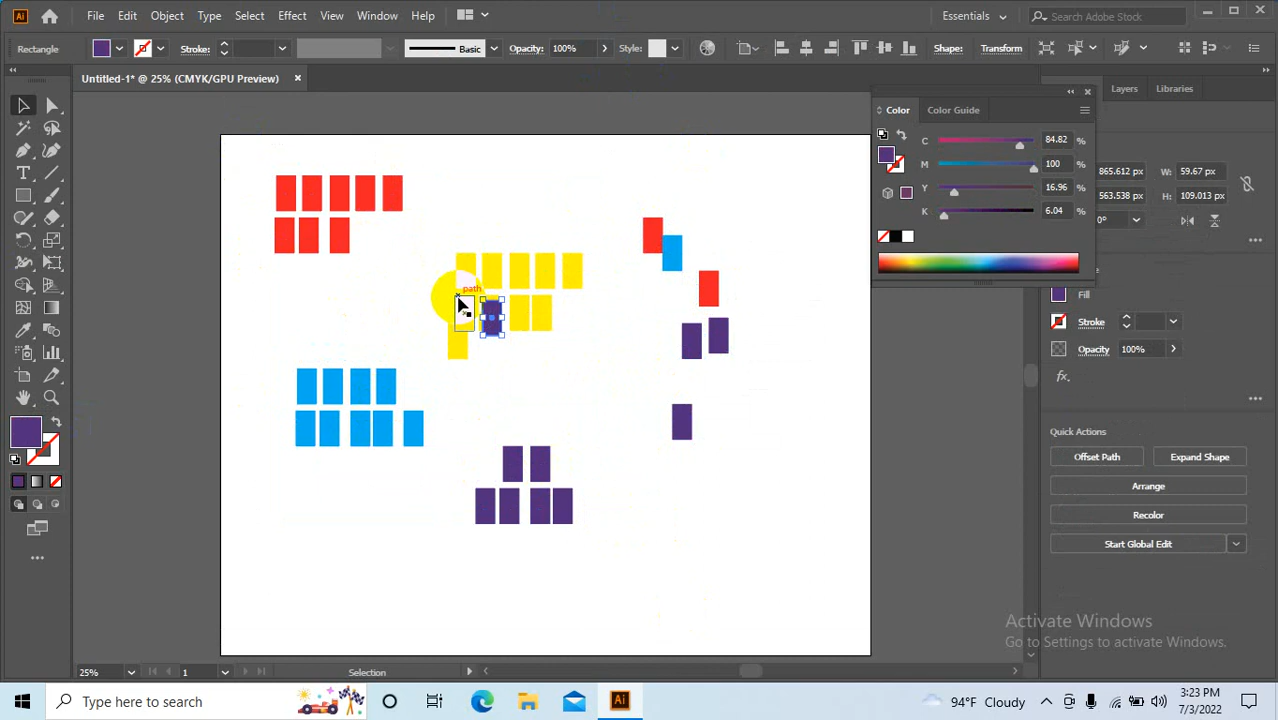 Ai File Edit Object Type Select Effect View Window Help Essentials Search Adobe Stock
Rectangle Stroke: Basic Opacity: 100% Style: Shape: Transform
Untitled-1* @ 25% (CMYK/GPU Preview) ×
Color Color Guide
Layers Libraries
C 84.82 %
M 100 %
Y 16.96 %
K 6.04 %
865.612 px W: 59.67 px
563.538 px H: 109.013 px
0°
path
Fill
Stroke
Opacity 100%
fx
Quick Actions
Offset Path Expand Shape
Arrange
Recolor
Start Global Edit
Activate Windows
Go to Settings to activate Windows.
25% 1 Selection
Type here to search Ai 94°F Cloudy 3:23 PM
7/3/2022